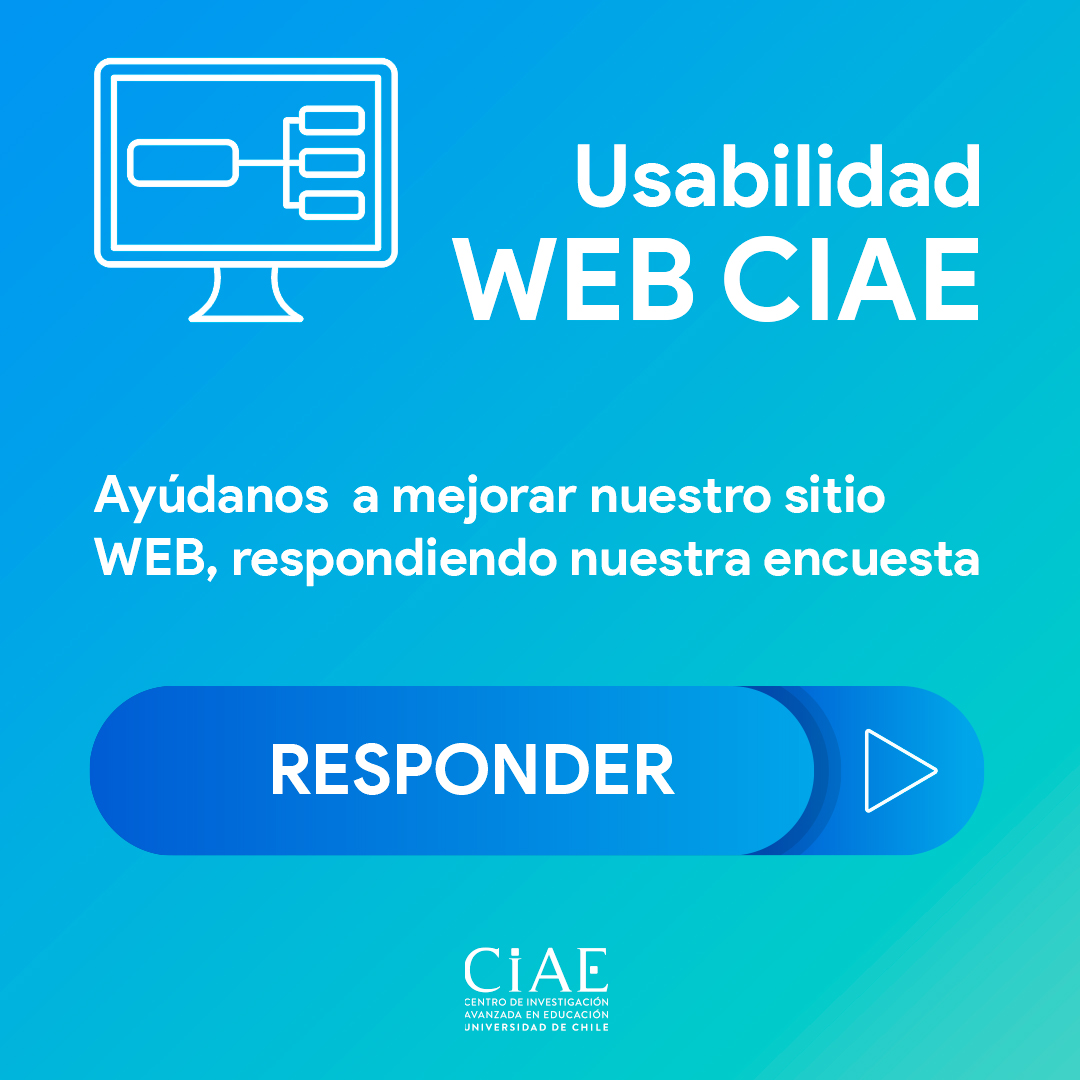 Usabilidad
WEB CIAE
Ayúdanos a mejorar nuestro sitio
WEB, respondiendo nuestra encuesta
RESPONDER
CiAE
CENTRO DE INVESTIGACIÓN
AVANZADA EN EDUCACIÓN
UNIVERSIDAD DE CHILE